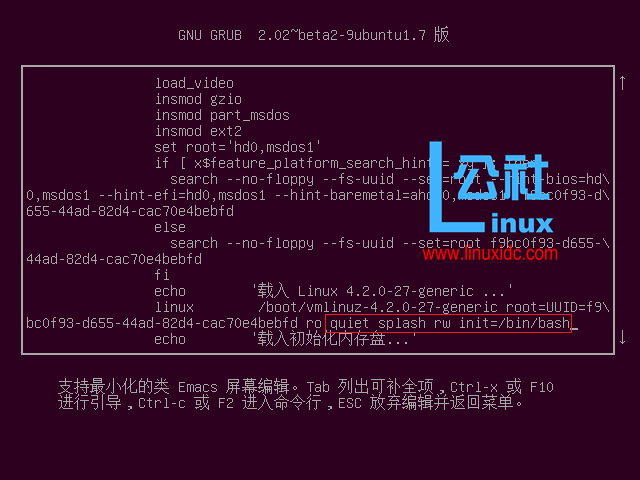 GNU GRUB 2.02~beta2-9ubuntu1.7 版
load_video
insmod gzio
insmod part_msdos
insmod ext2
set root='hd0,msdos1'
if [ x$feature_platform_search_hint =
search --no-floppy --fs-uuid --set=root --hint-bios=hd\
0,msdos1 --hint-efi=hd0,msdos1 --hint-baremetal=ahci0,msdos1 f9bc0f93-d\
655-44ad-82d4-cac70e4bebfd
else
search --no-floppy --fs-uuid --set=root f9bc0f93-d655-\
44ad-82d4-cac70e4bebfd
fi
echo '载入 Linux 4.2.0-27-generic ...'
linux /boot/vmlinuz-4.2.0-27-generic root=UUID=f9\
bc0f93-d655-44ad-82d4-cac70e4bebfd ro quiet splash rw init=/bin/bash
echo '载入初始化内存盘...'
支持最小化的类 Emacs 屏幕编辑。Tab 列出可补全项,Ctrl-x 或 F10
进行引导,Ctrl-c 或 F2 进入命令行,ESC 放弃编辑并返回菜单。
公社
Linux
www.linuxidc.com